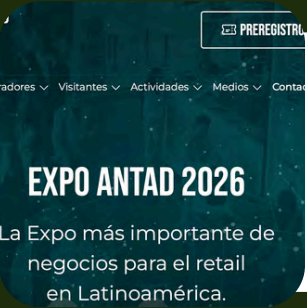 PREREGISTRO
Visitantes Actividades Medios
EXPO ANTAD 2026
La Expo más importante de
negocios para el retail
en Latinoamérica.